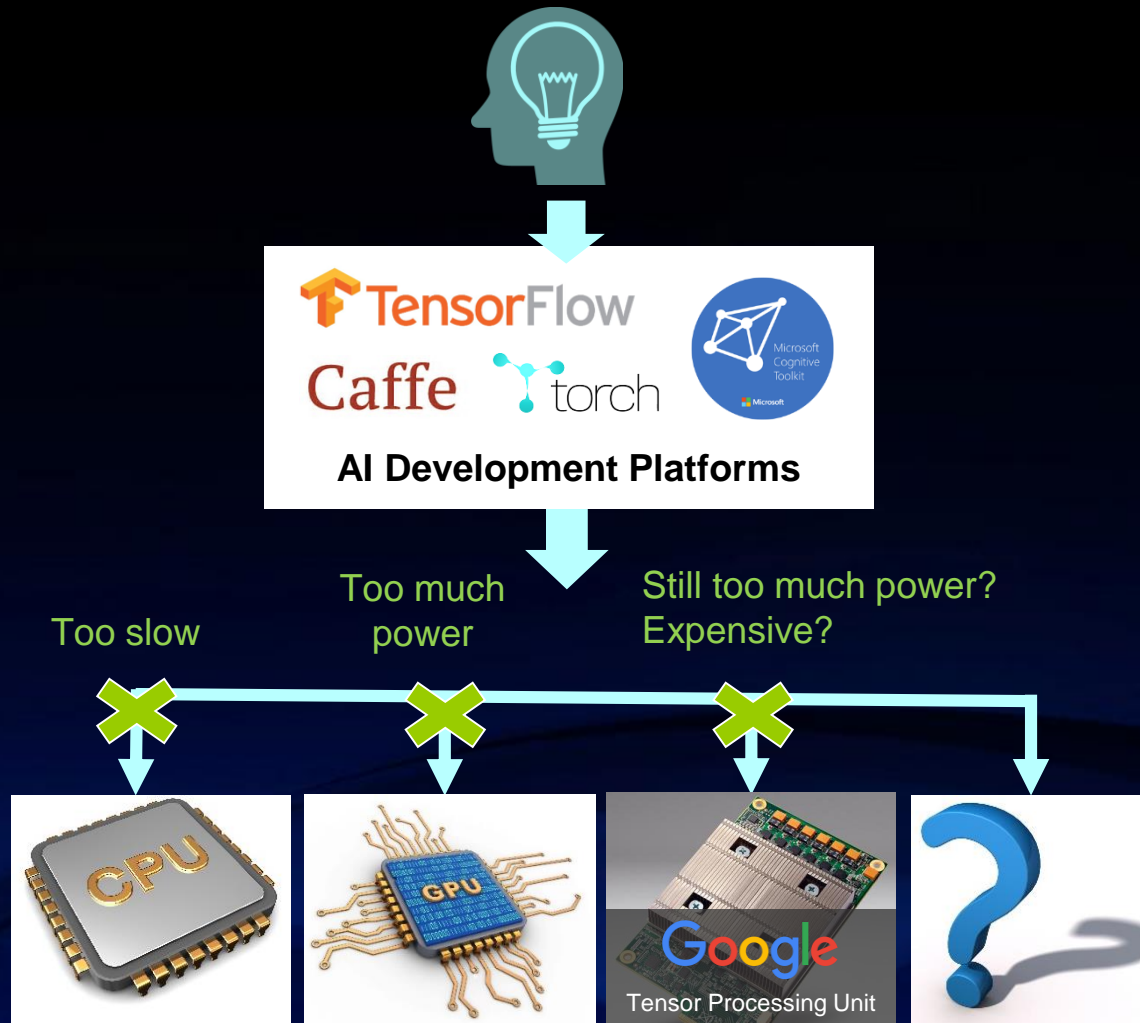 TensorFlow
Caffe
torch
Microsoft
Cognitive
Toolkit
Microsoft
AI Development Platforms
Too slow
Too much
power
Still too much power?
Expensive?
CPU
GPU
Google
Tensor Processing Unit
?